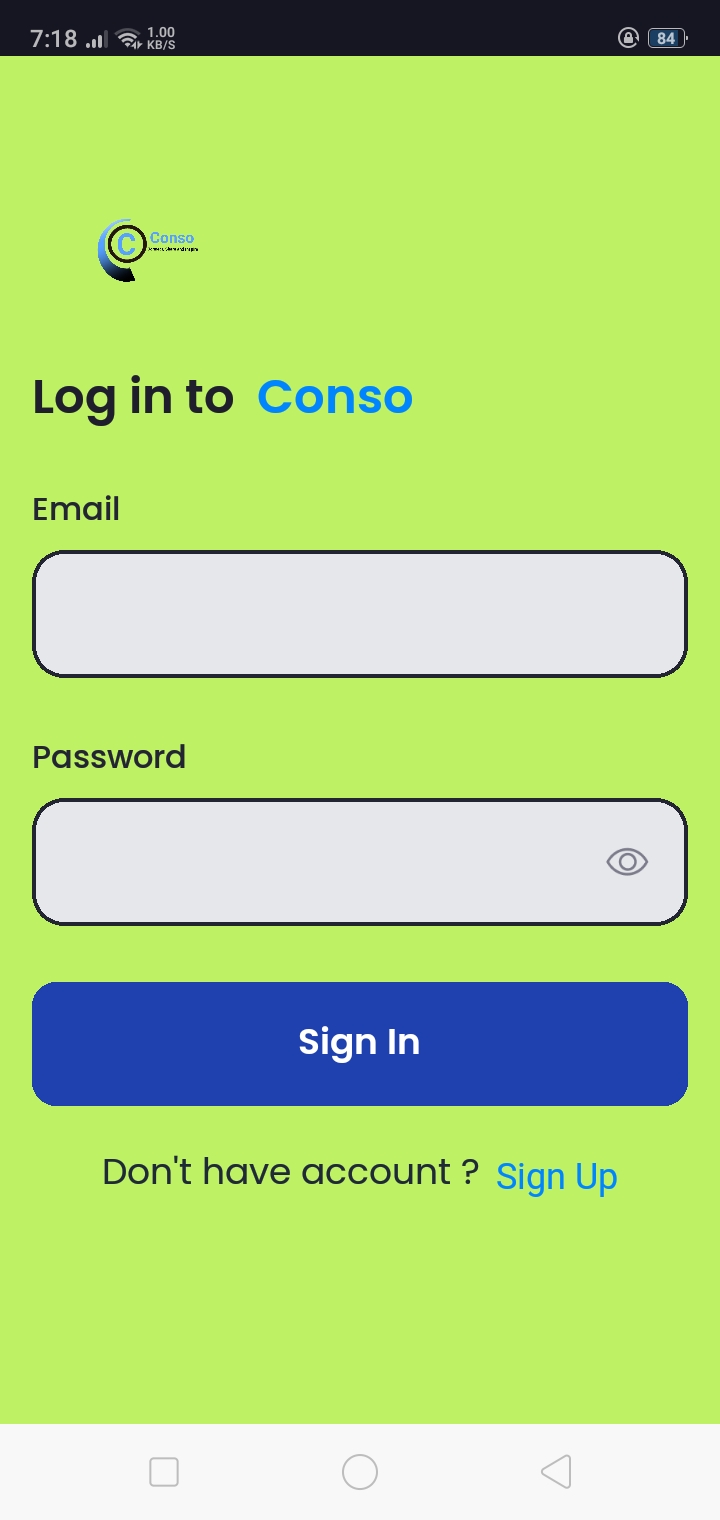 7:18 1.00 KB/S 84
C Conso
Log in to Conso
Email
Password
Sign In
Don't have account ? Sign Up